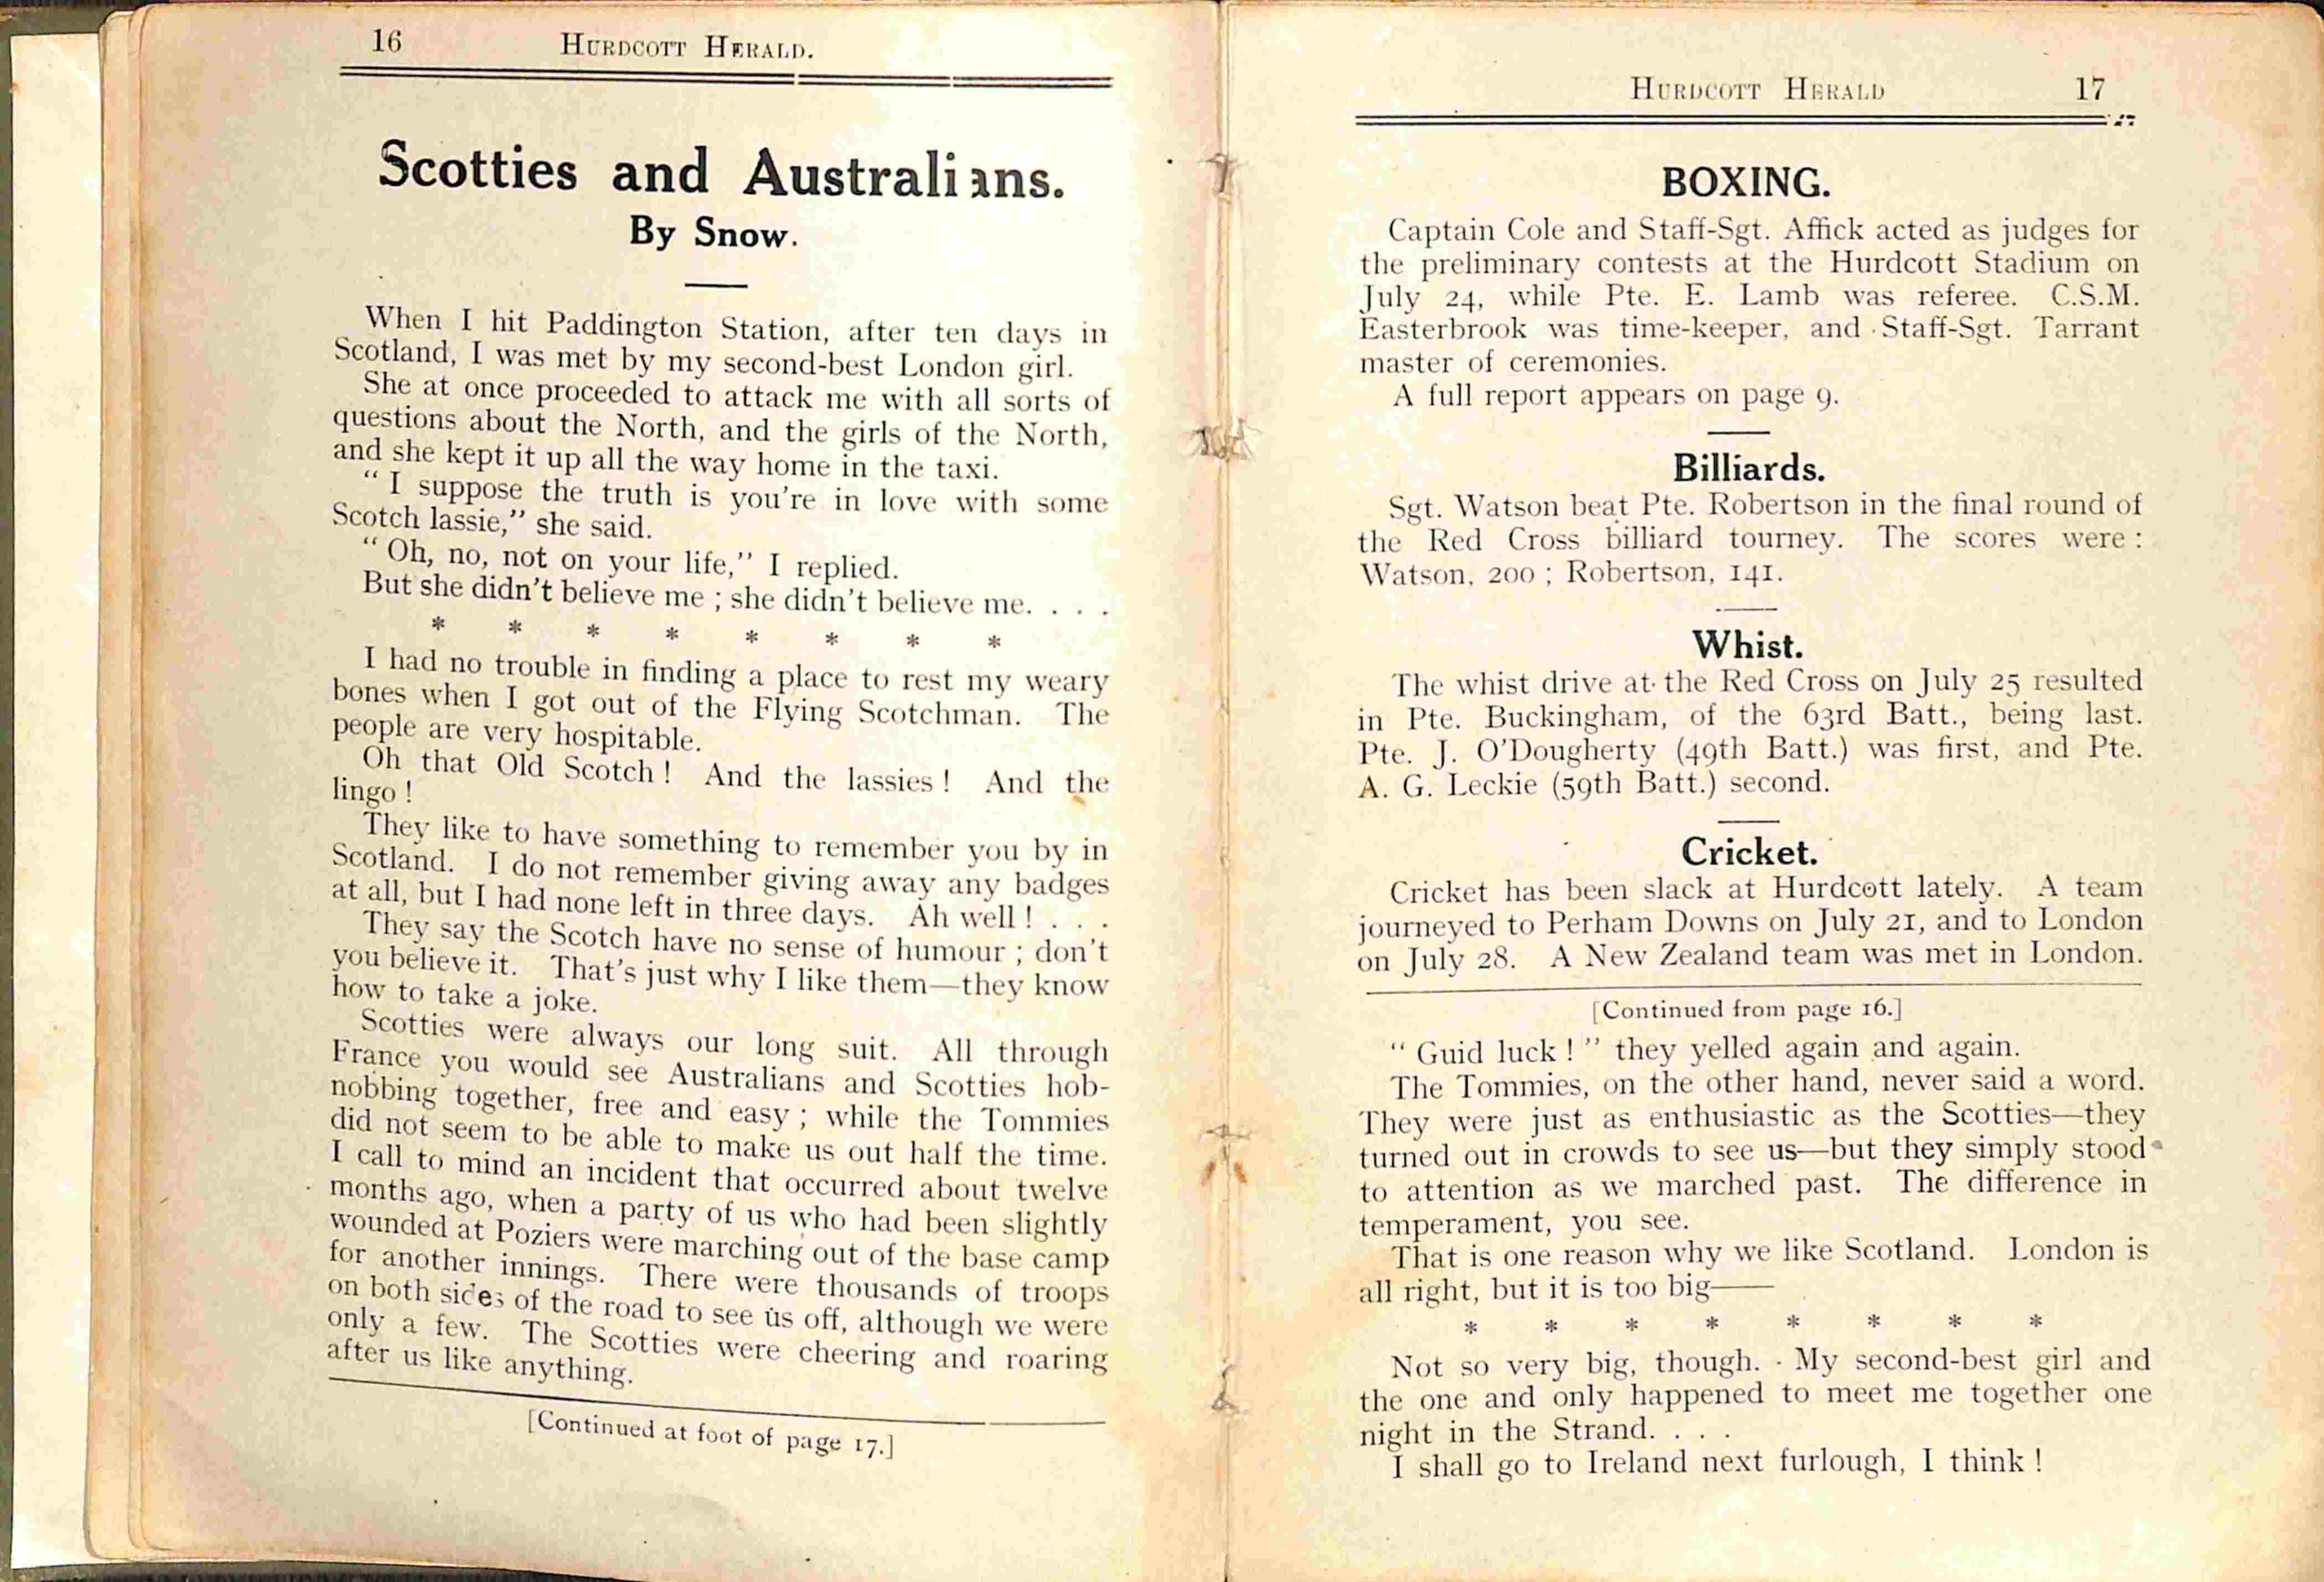 16 HURDCOTT HERALD.
Scotties and Australians.
By Snow.
When I hit Paddington Station, after ten days in
Scotland, I was met by my second-best London girl.
She at once proceeded to attack me with all sorts of
questions about the North, and the girls of the North,
and she kept it up all the way home in the taxi.
“ I suppose the truth is you're in love with some
Scotch lassie,” she said.
“ Oh, no, not on your life,” I replied.
But she didn't believe me ; she didn't believe me. . . .
* * * * * * * *
I had no trouble in finding a place to rest my weary
bones when I got out of the Flying Scotchman. The
people are very hospitable.
Oh that Old Scotch ! And the lassies ! And the
lingo !
They like to have something to remember you by in
Scotland. I do not remember giving away any badges
at all, but I had none left in three days. Ah well ! . . .
They say the Scotch have no sense of humour ; don't
you believe it. That's just why I like them—they know
how to take a joke.
Scotties were always our long suit. All through
France you would see Australians and Scotties hob-
nobbing together, free and easy ; while the Tommies
did not seem to be able to make us out half the time.
I call to mind an incident that occurred about twelve
months ago, when a party of us who had been slightly
wounded at Poziers were marching out of the base camp
for another innings. There were thousands of troops
on both sides of the road to see us off, although we were
only a few. The Scotties were cheering and roaring
after us like anything.
[Continued at foot of page 17.]
HURDCOTT HERALD 17
BOXING.
Captain Cole and Staff-Sgt. Affick acted as judges for
the preliminary contests at the Hurdcott Stadium on
July 24, while Pte. E. Lamb was referee. C.S.M.
Easterbrook was time-keeper, and Staff-Sgt. Tarrant
master of ceremonies.
A full report appears on page 9.
Billiards.
Sgt. Watson beat Pte. Robertson in the final round of
the Red Cross billiard tourney. The scores were :
Watson, 200 ; Robertson, 141.
Whist.
The whist drive at the Red Cross on July 25 resulted
in Pte. Buckingham, of the 63rd Batt., being last.
Pte. J. O'Dougherty (49th Batt.) was first, and Pte.
A. G. Leckie (59th Batt.) second.
Cricket.
Cricket has been slack at Hurdcott lately. A team
journeyed to Perham Downs on July 21, and to London
on July 28. A New Zealand team was met in London.
[Continued from page 16.]
“ Guid luck ! ” they yelled again and again.
The Tommies, on the other hand, never said a word.
They were just as enthusiastic as the Scotties—they
turned out in crowds to see us—but they simply stood
to attention as we marched past. The difference in
temperament, you see.
That is one reason why we like Scotland. London is
all right, but it is too big——
* * * * * * * *
Not so very big, though. My second-best girl and
the one and only happened to meet me together one
night in the Strand. . . .
I shall go to Ireland next furlough, I think !